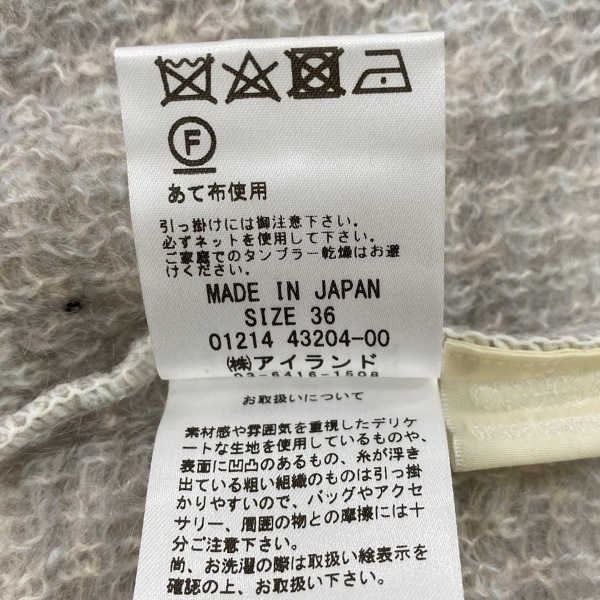 F
あて布使用
引っ掛けには御注意下さい。
必ずネットを使用して下さい。
ご家庭でのタンブラー乾燥はお避
けください。
MADE IN JAPAN
SIZE 36
01214 43204-00
㈱アイランド
03-6416-1508
お取扱いについて
素材感や雰囲気を重視したデリケ
ートな生地を使用しているものや、
表面に凹凸のあるもの、糸が浮き
出ている粗い組織のものは引っ掛
かりやすいので、バッグやアクセ
サリー、周囲の物との摩擦には十
分ご注意下さい。
尚、お洗濯の際は取扱い絵表示を
確認の上、お取扱い下さい。